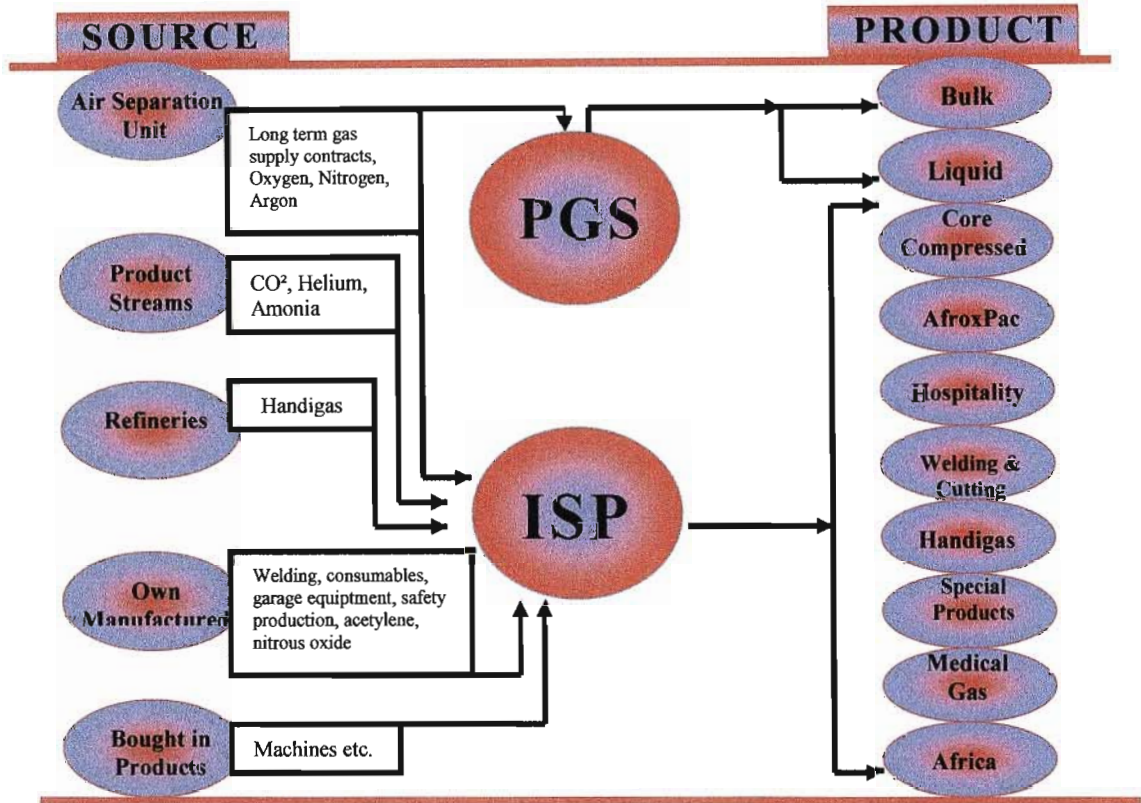 SOURCE
PRODUCT
Air Separation
Unit
Long term gas
supply contracts,
Oxygen, Nitrogen,
Argon
Product
Streams
CO², Helium,
Amonia
Refineries
Handigas
Own
Manufactured
Welding, consumables,
garage equiptment, safety
production, acetylene,
nitrous oxide
Bought in
Products
Machines etc.
PGS
ISP
Bulk
Liquid
Core
Compressed
AfroxPac
Hospitality
Welding &
Cutting
Handigas
Special
Products
Medical
Gas
Africa